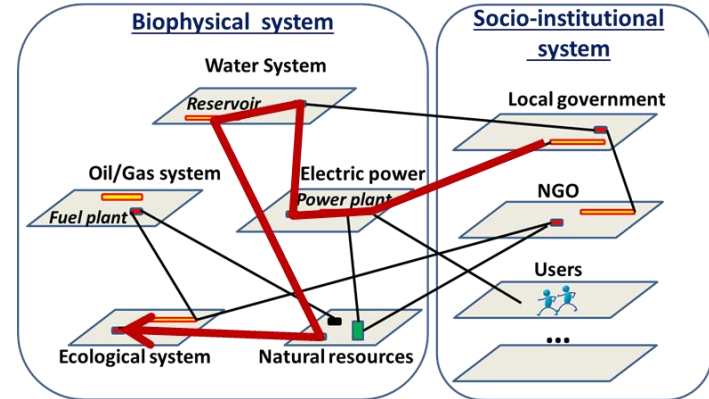 Biophysical system
Socio-institutional
system
Water System
Reservoir
Local government
Oil/Gas system
Electric power
Fuel plant
Power plant
NGO
Users
...
Ecological system
Natural resources